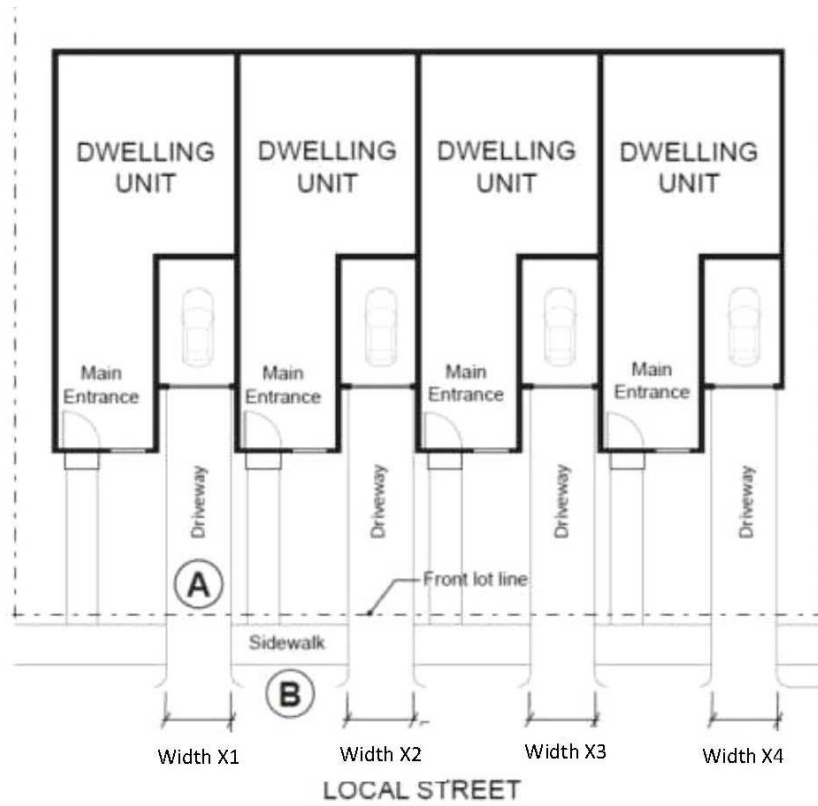 DWELLING
UNIT
DWELLING
UNIT
DWELLING
UNIT
DWELLING
UNIT
Main
Entrance
Main
Entrance
Main
Entrance
Main
Entrance
Driveway
Driveway
Driveway
Driveway
A
Front lot line
Sidewalk
B
Width X1
Width X2
Width X3
Width X4
LOCAL STREET